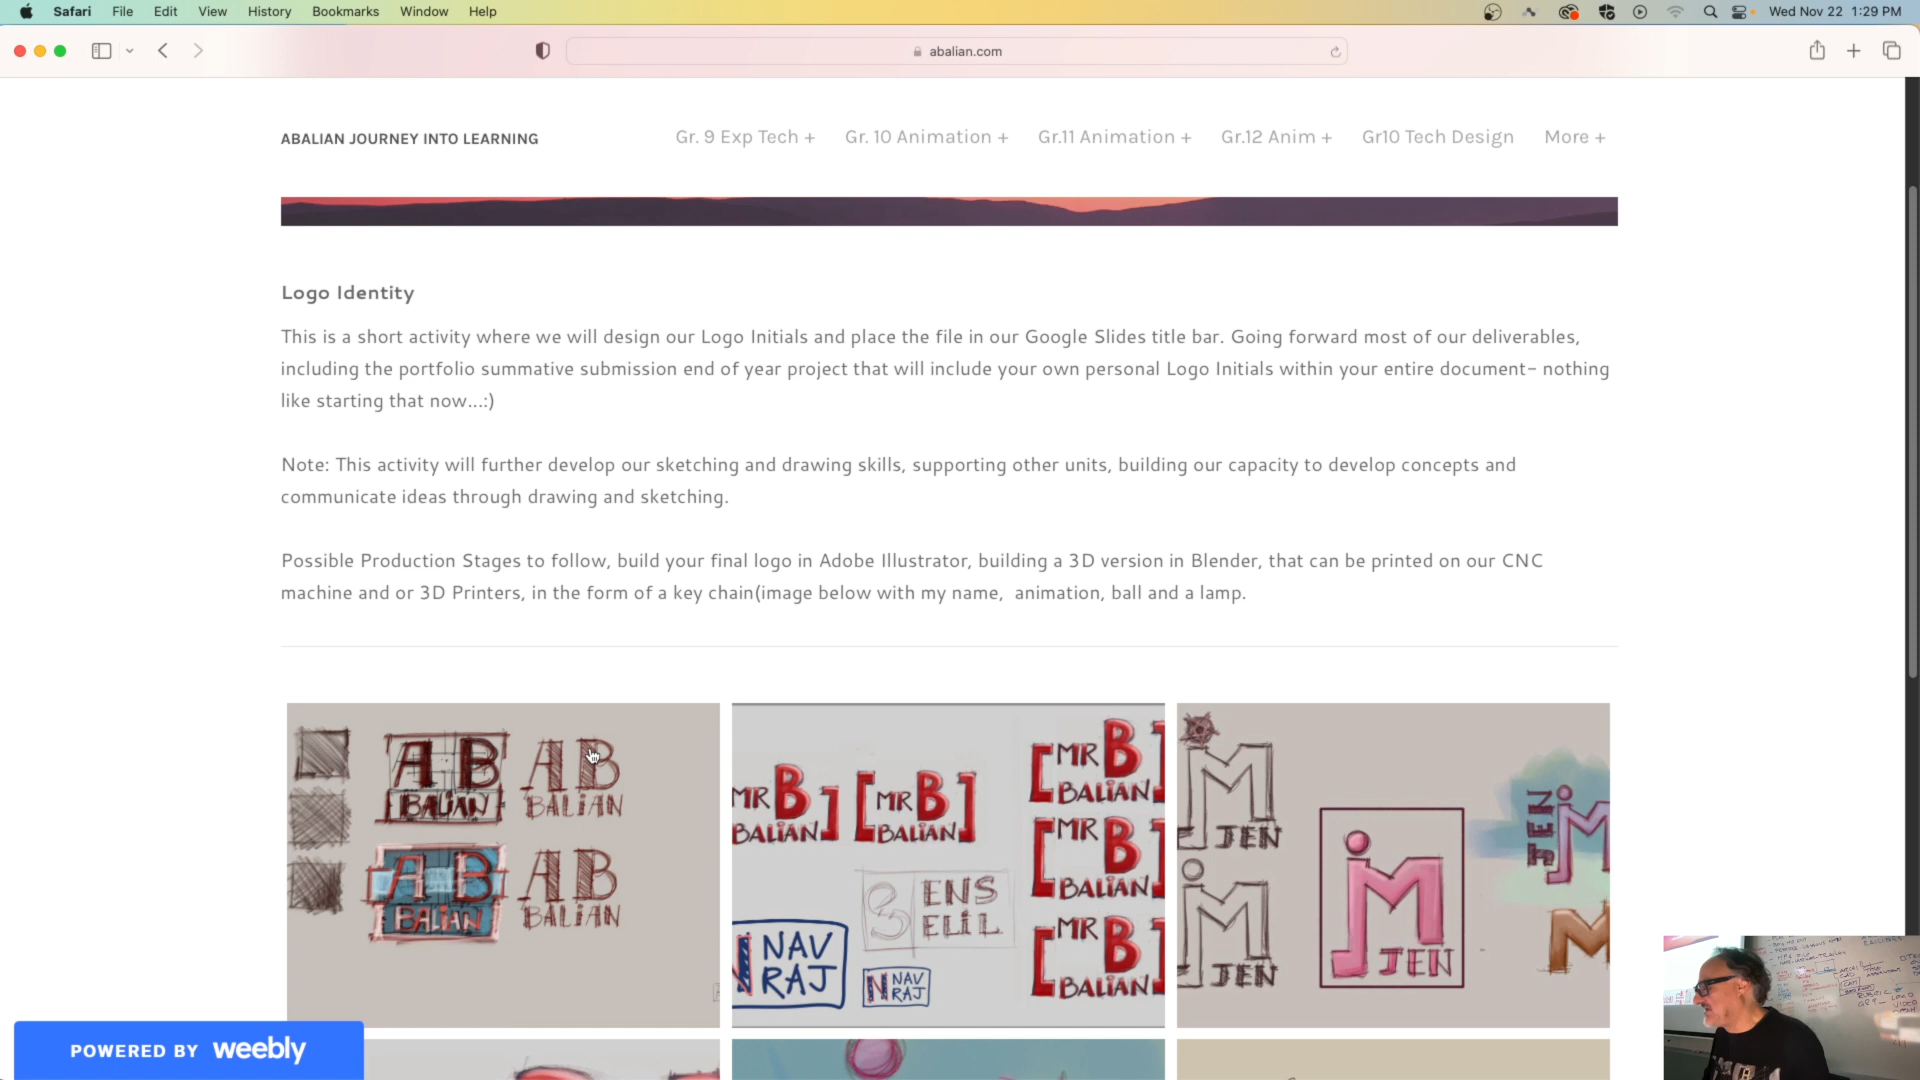 Safari File Edit View History Bookmarks Window Help
Wed Nov 22 1:29 PM
abalian.com
ABALIAN JOURNEY INTO LEARNING
Gr. 9 Exp Tech + Gr. 10 Animation + Gr.11 Animation + Gr.12 Anim + Gr10 Tech Design More +
Logo Identity
This is a short activity where we will design our Logo Initials and place the file in our Google Slides title bar. Going forward most of our deliverables,
including the portfolio summative submission end of year project that will include your own personal Logo Initials within your entire document- nothing
like starting that now...:)
Note: This activity will further develop our sketching and drawing skills, supporting other units, building our capacity to develop concepts and
communicate ideas through drawing and sketching.
Possible Production Stages to follow, build your final logo in Adobe Illustrator, building a 3D version in Blender, that can be printed on our CNC
machine and or 3D Printers, in the form of a key chain(image below with my name, animation, ball and a lamp.
AB
BALIAN
AB
BALIAN
AB
BALIAN
AB
BALIAN
MR B]
BALIAN
[MR B]
BALIAN
[MR B]
BALIAN
[MR B
BALIAN
[MR B
BALIAN
ENS
ELIL
N NAV
RAJ
N NAV
RAJ
M
JEN
M
JEN
M
JEN
JEN M
M
POWERED BY weebly